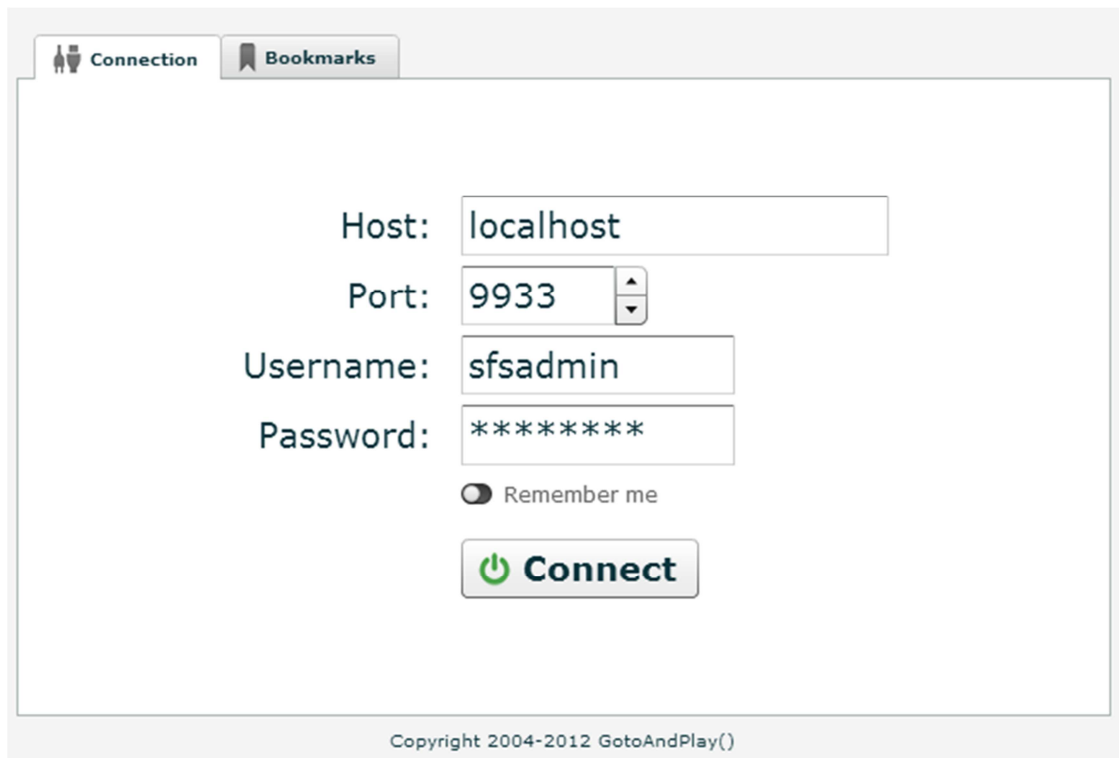 Connection Bookmarks
Host: localhost
Port: 9933
Username: sfsadmin
Password: ********
Remember me
Connect
Copyright 2004-2012 GotoAndPlay()